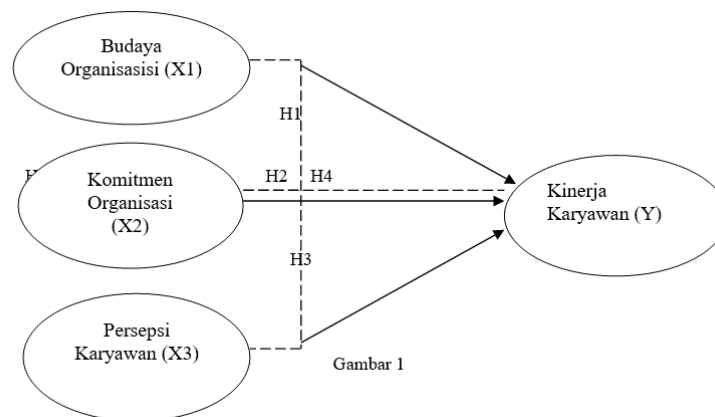 Budaya
Organisasisi (X1)
H1
H2
H4
Komitmen
Organisasi
(X2)
Kinerja
Karyawan (Y)
H3
Persepsi
Karyawan (X3)
Gambar 1